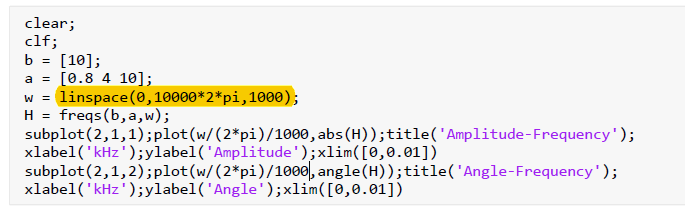 clear;
clf;
b = [10];
a = [0.8 4 10];
w = linspace(0,10000*2*pi,1000);
H = freqs(b,a,w);
subplot(2,1,1);plot(w/(2*pi)/1000,abs(H));title('Amplitude-Frequency');
xlabel('kHz');ylabel('Amplitude');xlim([0,0.01])
subplot(2,1,2);plot(w/(2*pi)/1000,angle(H));title('Angle-Frequency');
xlabel('kHz');ylabel('Angle');xlim([0,0.01])